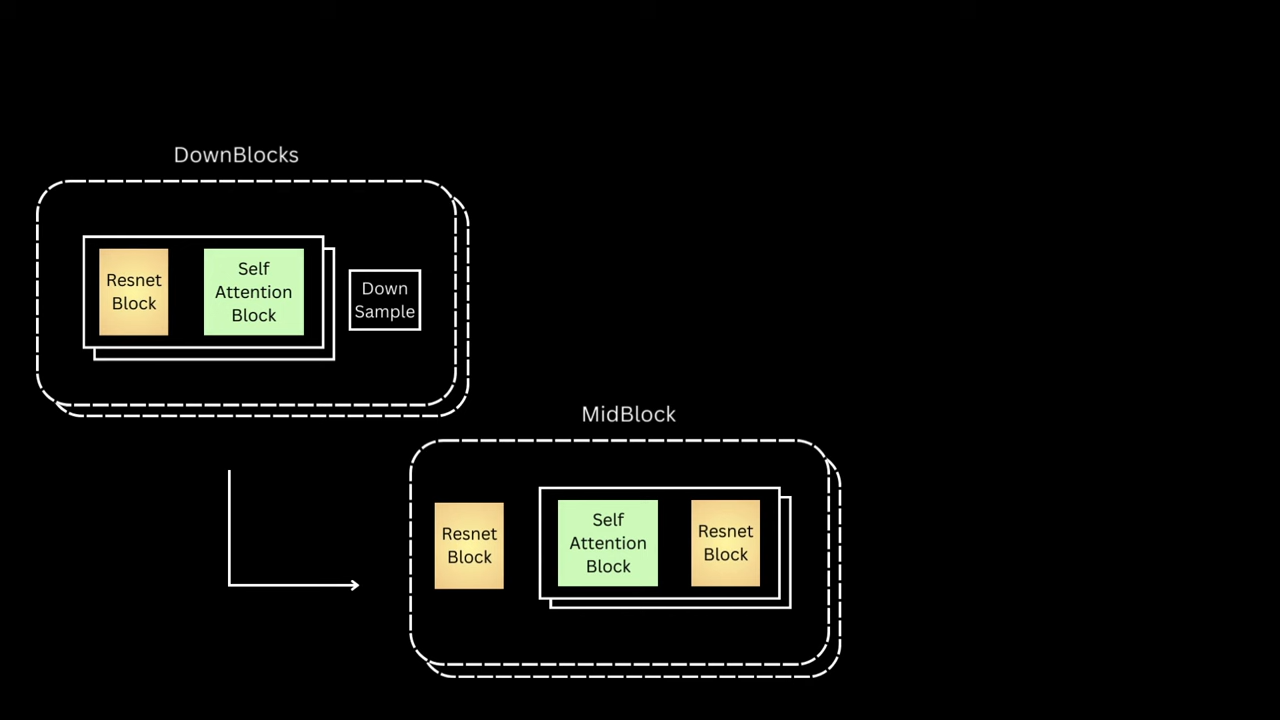 DownBlocks
Resnet
Block
Self
Attention
Block
Down
Sample
MidBlock
Resnet
Block
Self
Attention
Block
Resnet
Block